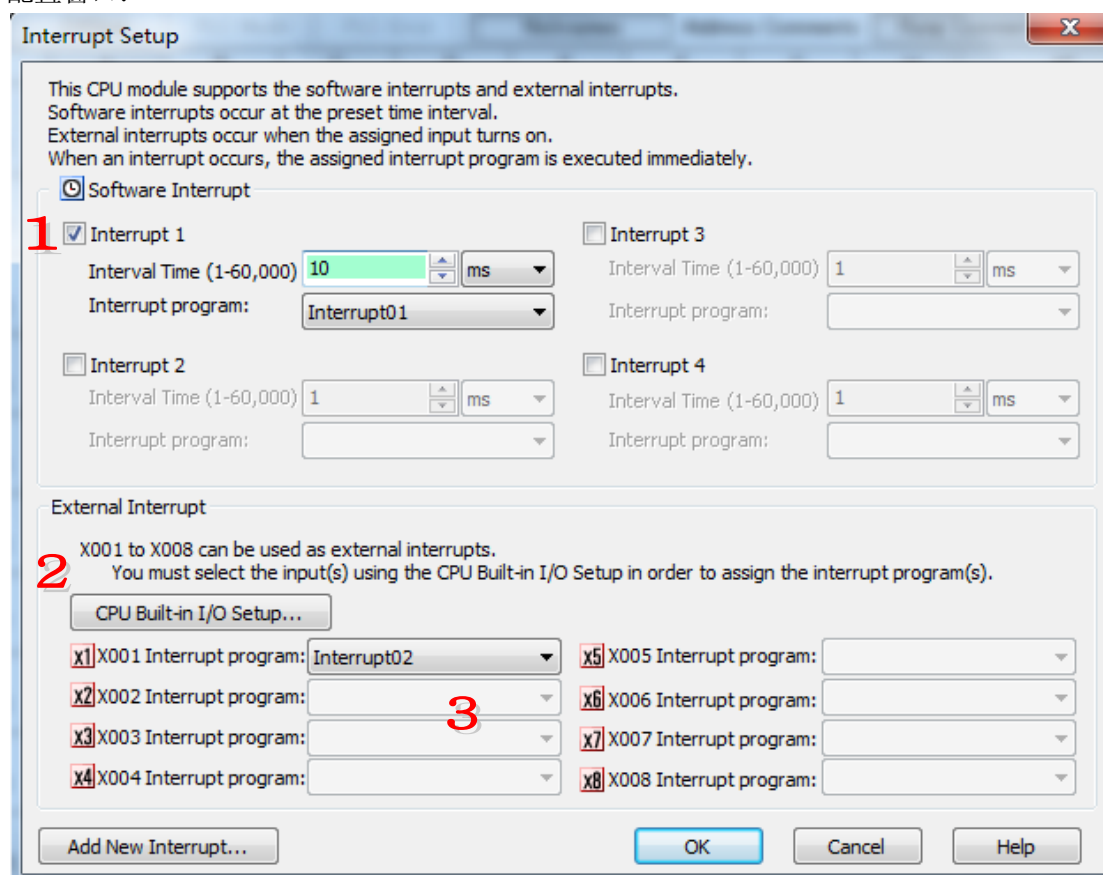 Interrupt Setup
This CPU module supports the software interrupts and external interrupts.
Software interrupts occur at the preset time interval.
External interrupts occur when the assigned input turns on.
When an interrupt occurs, the assigned interrupt program is executed immediately.
Software Interrupt
1 Interrupt 1 Interrupt 3
Interval Time (1-60,000) 10 ms Interval Time (1-60,000) 1 ms
Interrupt program: Interrupt01 Interrupt program:
Interrupt 2 Interrupt 4
Interval Time (1-60,000) 1 ms Interval Time (1-60,000) 1 ms
Interrupt program: Interrupt program:
External Interrupt
X001 to X008 can be used as external interrupts.
2 You must select the input(s) using the CPU Built-in I/O Setup in order to assign the interrupt program(s).
CPU Built-in I/O Setup...
x1 X001 Interrupt program: Interrupt02 x5 X005 Interrupt program:
x2 X002 Interrupt program: 3 x6 X006 Interrupt program:
x3 X003 Interrupt program: x7 X007 Interrupt program:
x4 X004 Interrupt program: x8 X008 Interrupt program:
Add New Interrupt... OK Cancel Help